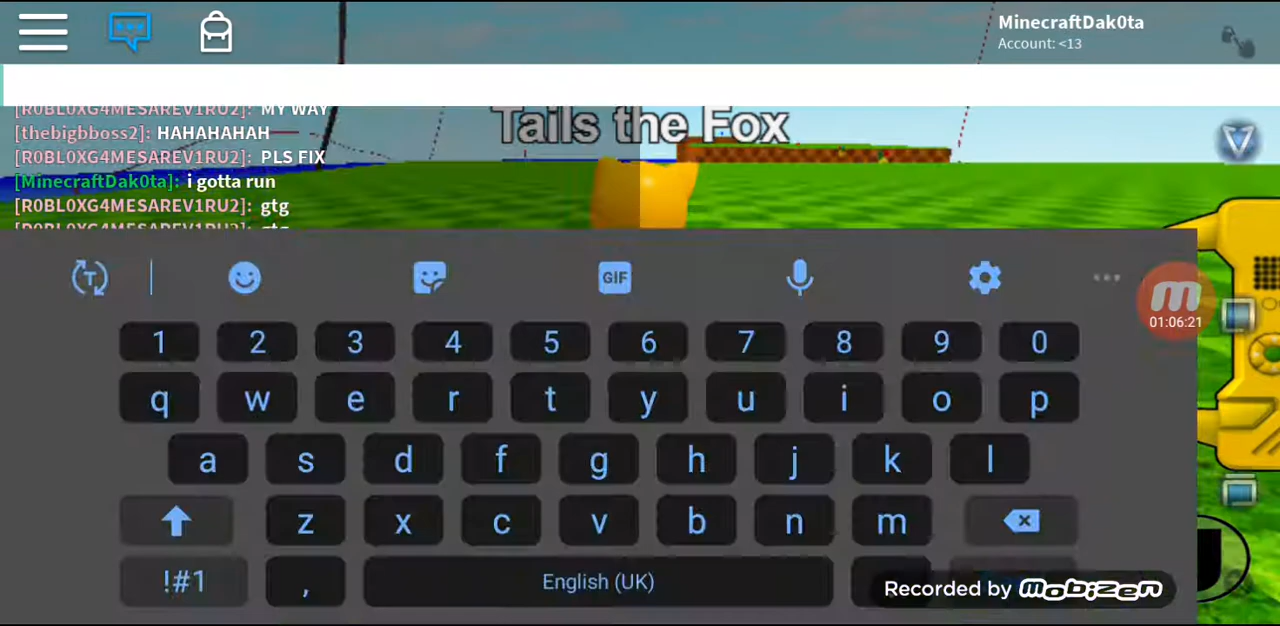 MinecraftDak0ta
Account: <13
[R0BL0XG4MESAREV1RU2]: MY WAY
[thebigbboss2]: HAHAHAHAH
[R0BL0XG4MESAREV1RU2]: PLS FIX
[MinecraftDak0ta]: i gotta run
[R0BL0XG4MESAREV1RU2]: gtg
[R0BL0XG4MESAREV1RU2]: gtg
Tails the Fox
T
GIF
01:06:21
1 2 3 4 5 6 7 8 9 0
q w e r t y u i o p
a s d f g h j k l
z x c v b n m
!#1 , English (UK)
Recorded by mobizen